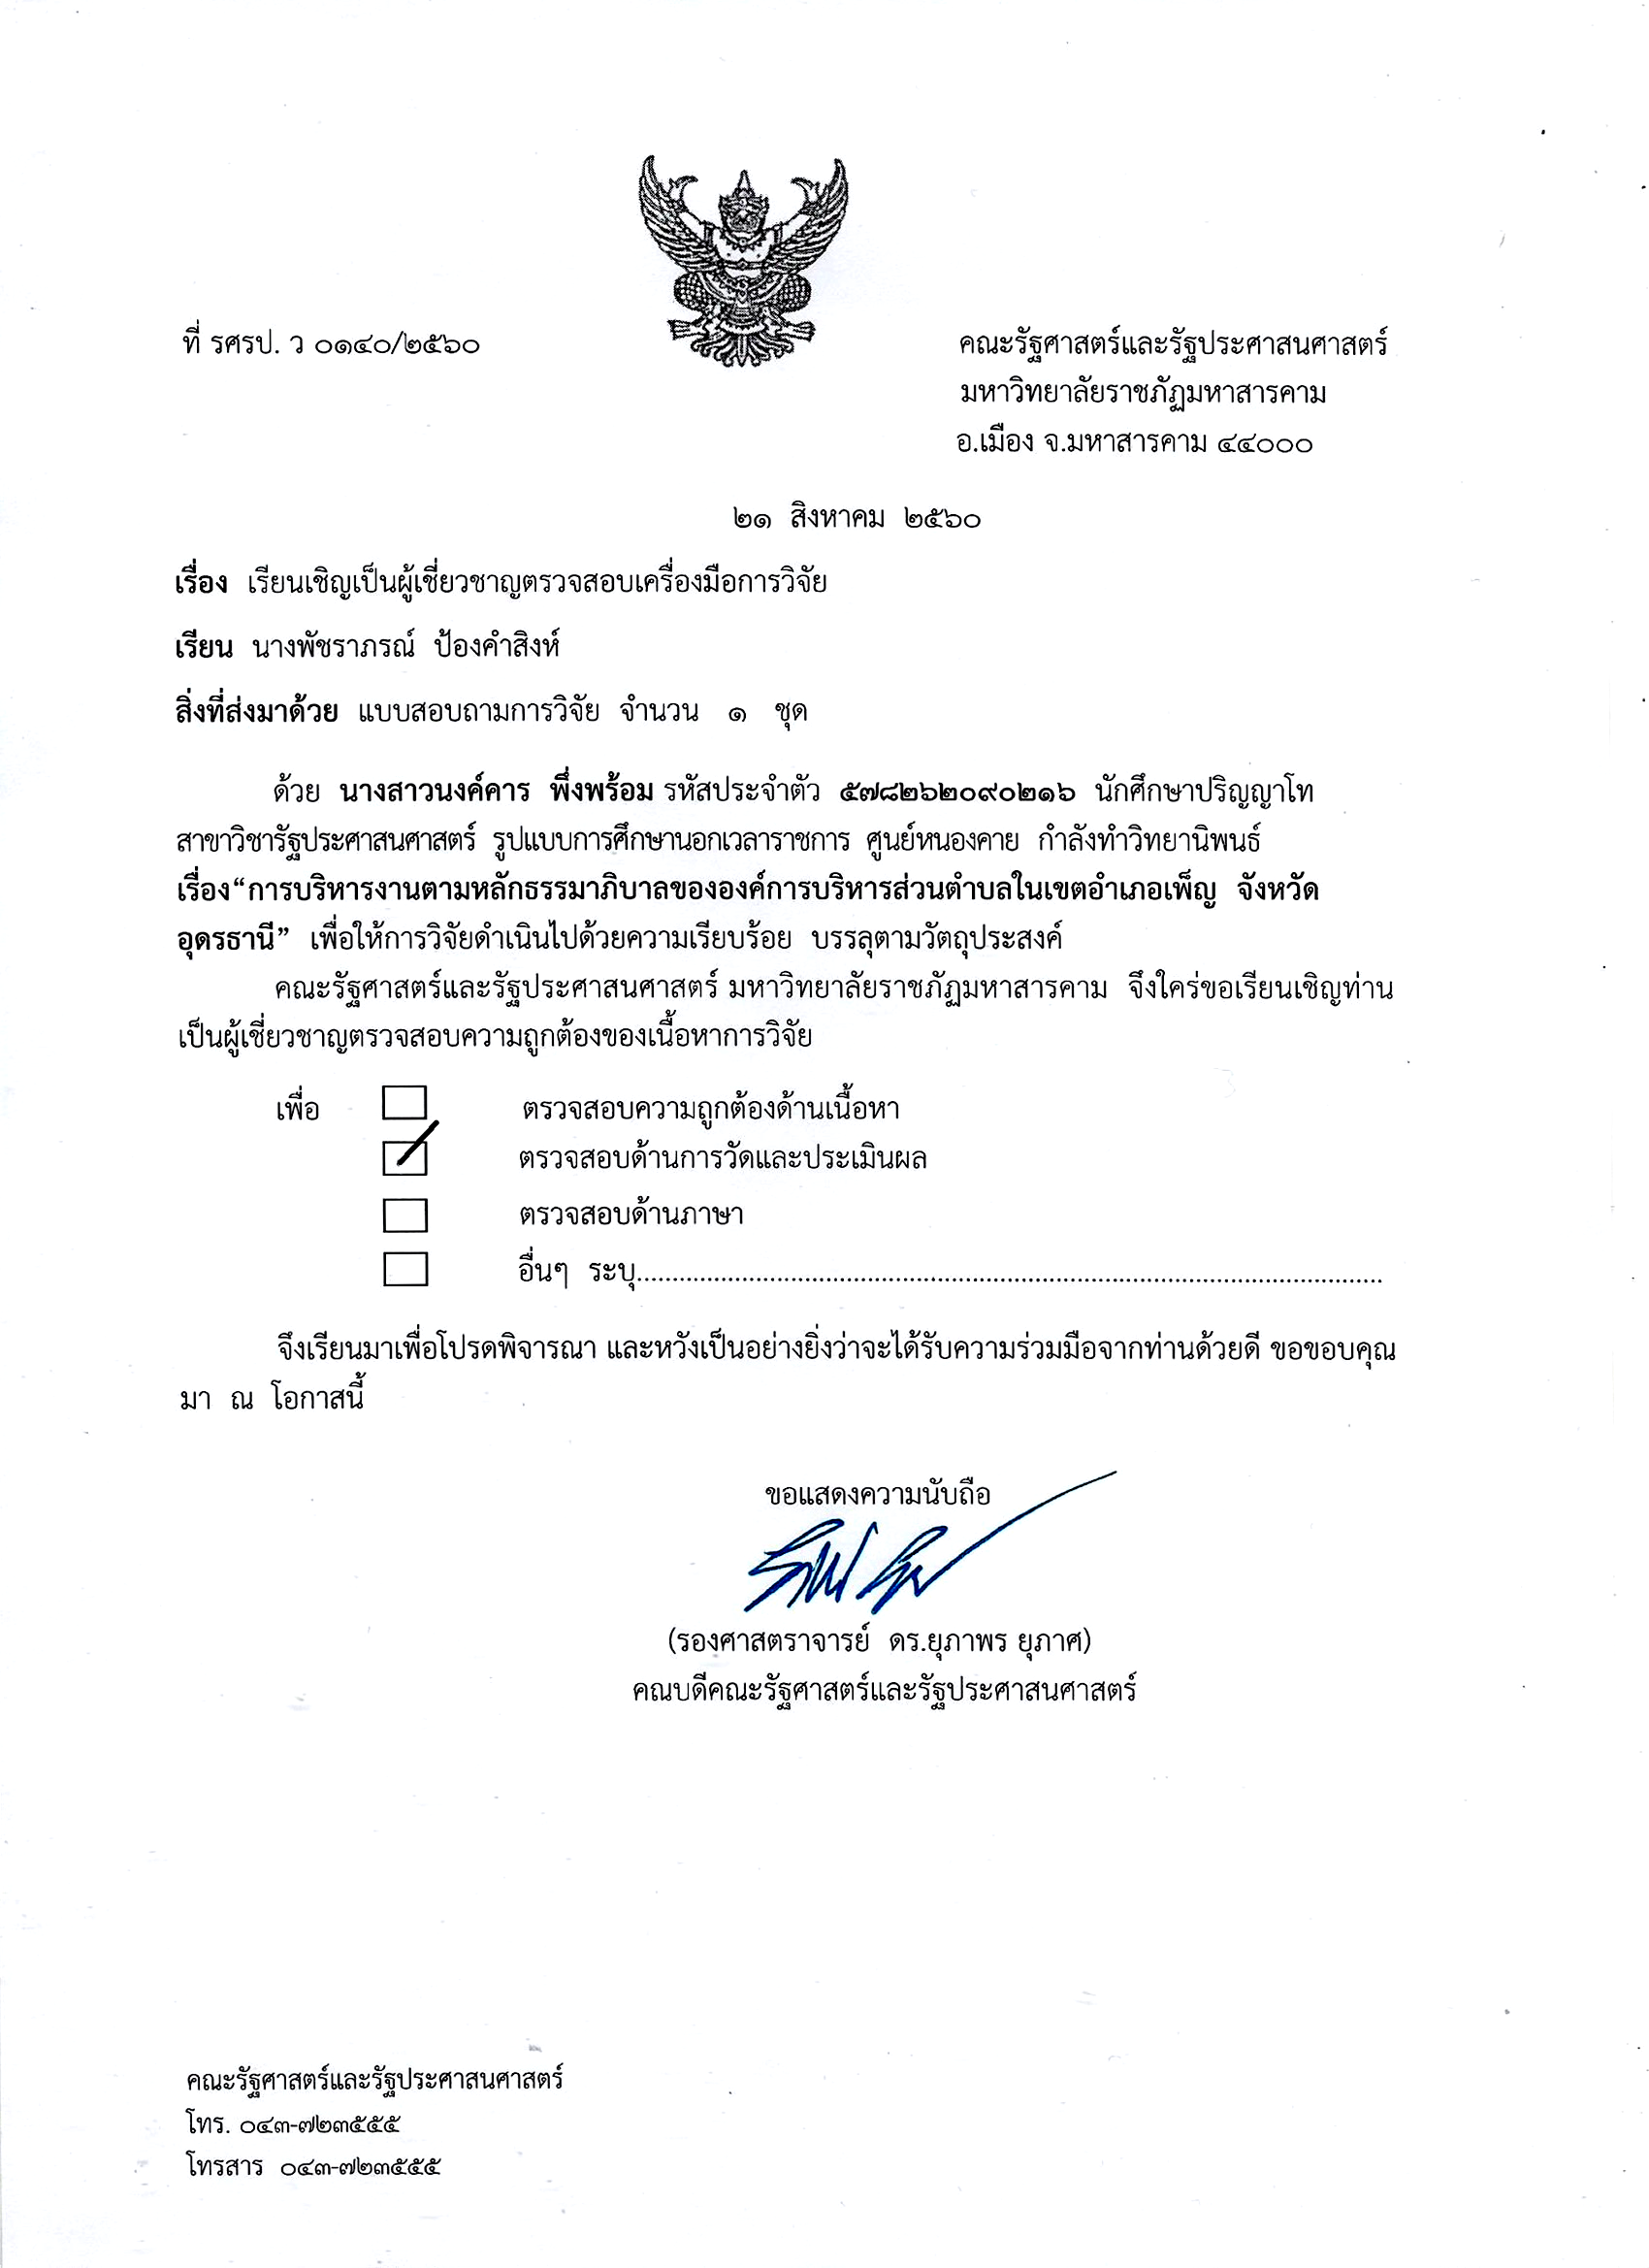 ที่ รศรป. ว ๐๑๔๐/๒๕๖๐
คณะรัฐศาสตร์และรัฐประศาสนศาสตร์
มหาวิทยาลัยราชภัฏมหาสารคาม
อ.เมือง จ.มหาสารคาม ๔๔๐๐๐
๒๑ สิงหาคม ๒๕๖๐
เรื่อง เรียนเชิญเป็นผู้เชี่ยวชาญตรวจสอบเครื่องมือการวิจัย
เรียน นางพัชราภรณ์ ป้องคำสิงห์
สิ่งที่ส่งมาด้วย แบบสอบถามการวิจัย จำนวน ๑ ชุด
ด้วย นางสาวนงค์คาร พึ่งพร้อม รหัสประจำตัว ๕๗๘๒๖๒๐๙๐๒๑๖ นักศึกษาปริญญาโท
สาขาวิชารัฐประศาสนศาสตร์ รูปแบบการศึกษานอกเวลาราชการ ศูนย์หนองคาย กำลังทำวิทยานิพนธ์
เรื่อง“การบริหารงานตามหลักธรรมาภิบาลขององค์การบริหารส่วนตำบลในเขตอำเภอเพ็ญ จังหวัด
อุดรธานี” เพื่อให้การวิจัยดำเนินไปด้วยความเรียบร้อย บรรลุตามวัตถุประสงค์
คณะรัฐศาสตร์และรัฐประศาสนศาสตร์ มหาวิทยาลัยราชภัฏมหาสารคาม จึงใคร่ขอเรียนเชิญท่าน
เป็นผู้เชี่ยวชาญตรวจสอบความถูกต้องของเนื้อหาการวิจัย
เพื่อ ตรวจสอบความถูกต้องด้านเนื้อหา
ตรวจสอบด้านการวัดและประเมินผล
ตรวจสอบด้านภาษา
อื่นๆ ระบุ....................................................................................................
จึงเรียนมาเพื่อโปรดพิจารณา และหวังเป็นอย่างยิ่งว่าจะได้รับความร่วมมือจากท่านด้วยดี ขอขอบคุณ
มา ณ โอกาสนี้
ขอแสดงความนับถือ
(รองศาสตราจารย์ ดร.ยุภาพร ยุภาศ)
คณบดีคณะรัฐศาสตร์และรัฐประศาสนศาสตร์
คณะรัฐศาสตร์และรัฐประศาสนศาสตร์
โทร. ๐๔๓-๗๒๓๕๕๕
โทรสาร ๐๔๓-๗๒๓๕๕๕